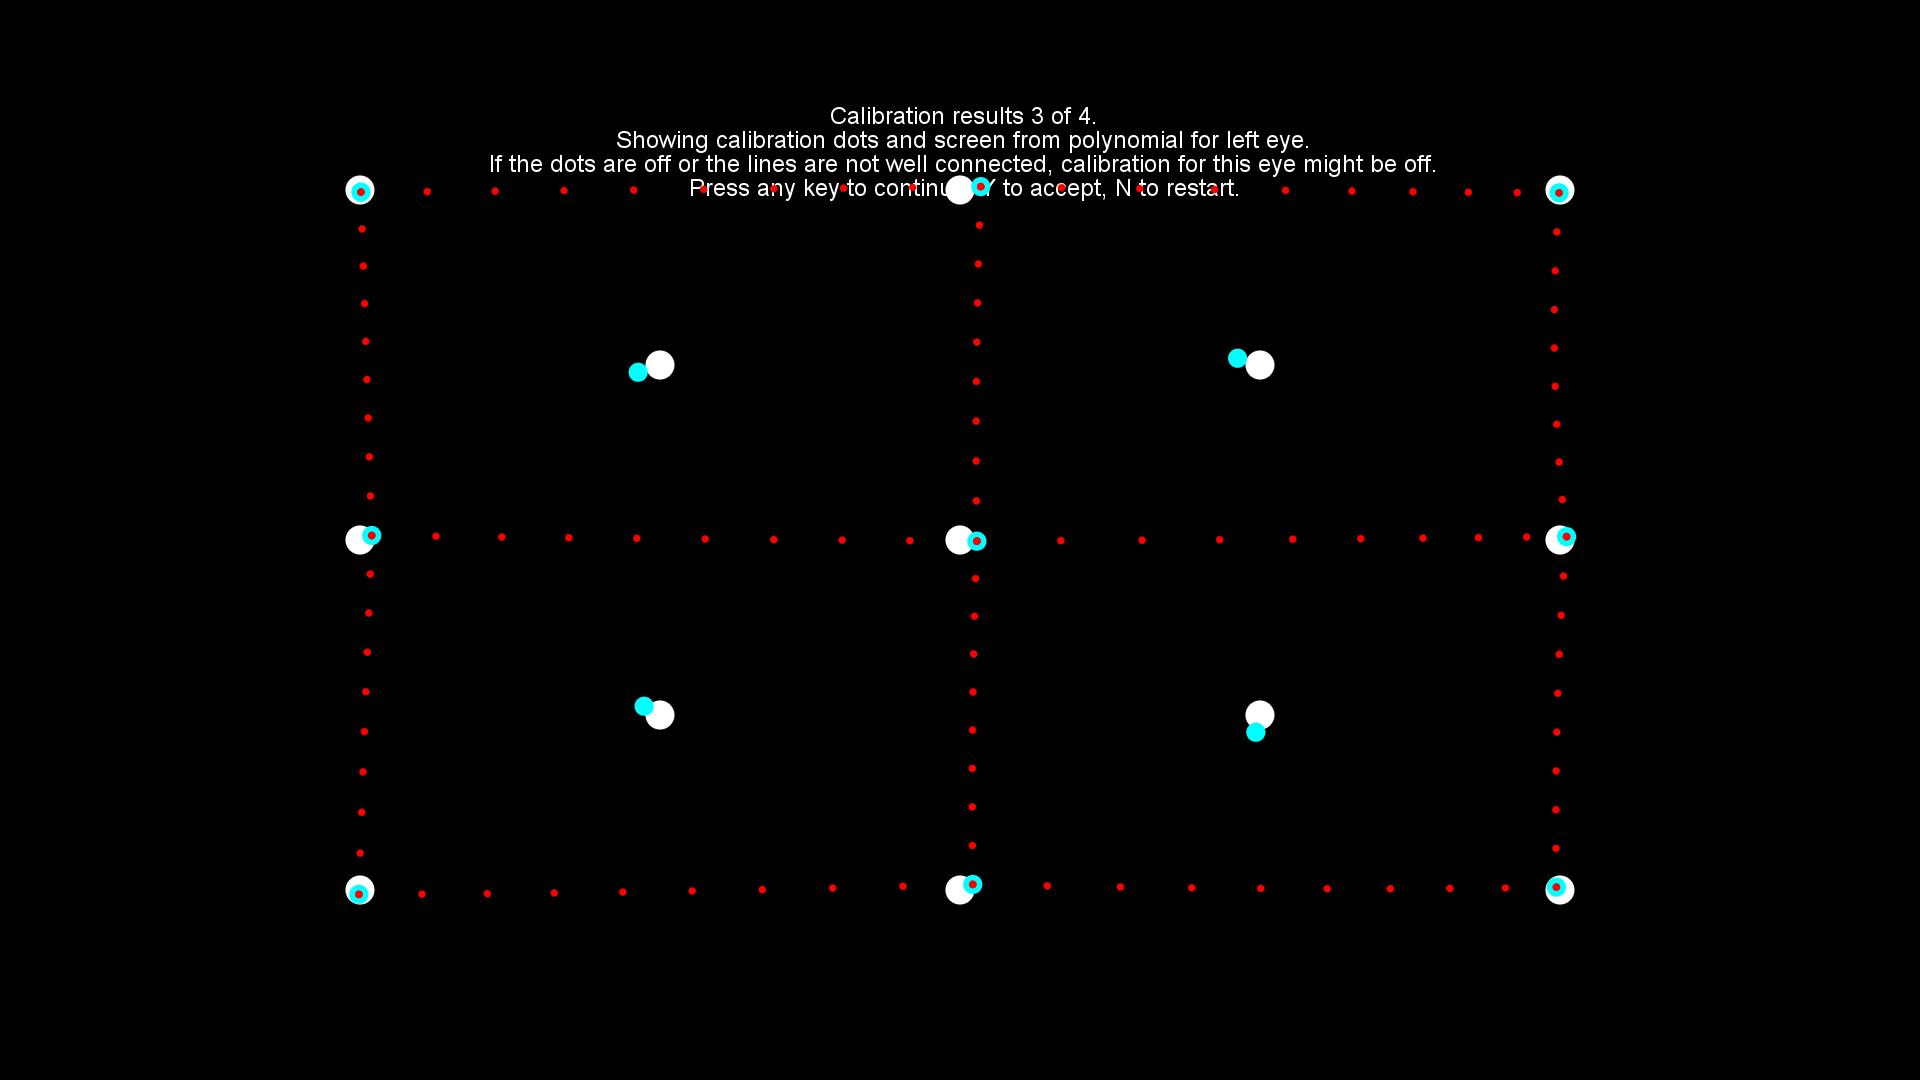 Calibration results 3 of 4.
Showing calibration dots and screen from polynomial for left eye.
If the dots are off or the lines are not well connected, calibration for this eye might be off.
Press any key to continue, Y to accept, N to restart.